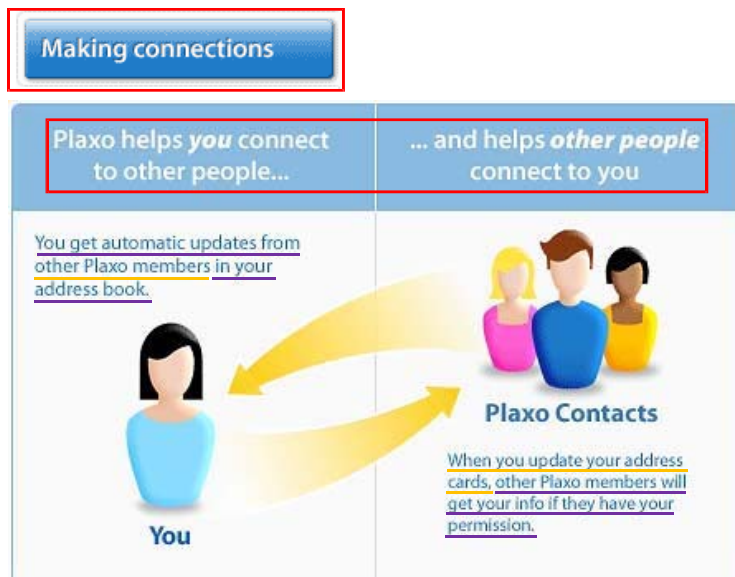 Making connections
Plaxo helps you connect
to other people...
... and helps other people
connect to you
You get automatic updates from
other Plaxo members in your
address book.
You
Plaxo Contacts
When you update your address
cards, other Plaxo members will
get your info if they have your
permission.